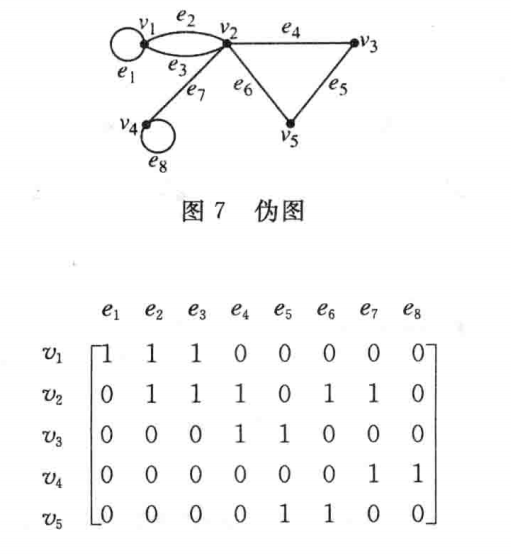 e₂
v₁
v₂
e₄
v₃
e₁
e₃
e₇
e₆
e₅
v₄
v₅
e₈
图 7 伪图
e₁ e₂ e₃ e₄ e₅ e₆ e₇ e₈
v₁ 1 1 1 0 0 0 0 0
v₂ 0 1 1 1 0 1 1 0
v₃ 0 0 0 1 1 0 0 0
v₄ 0 0 0 0 0 0 1 1
v₅ 0 0 0 0 1 1 0 0